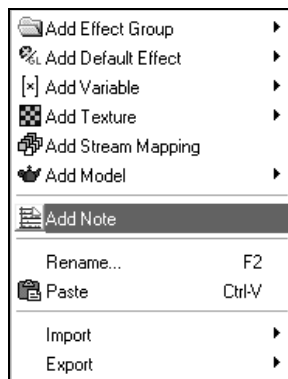 Add Effect Group
Add Default Effect
Add Variable
Add Texture
Add Stream Mapping
Add Model
Add Note
Rename... F2
Paste Ctrl-V
Import
Export